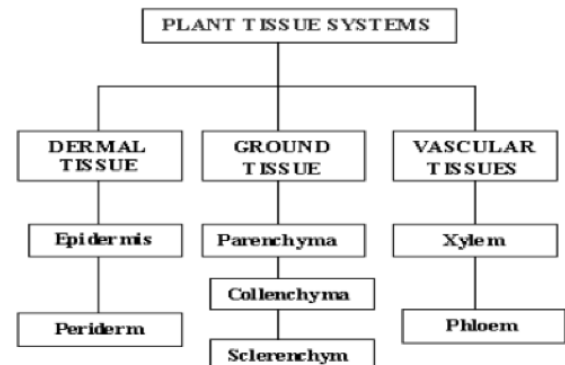 PLANT TISSUE SYSTEMS
DERMAL
TISSUE
GROUND
TISSUE
VASCULAR
TISSUES
Epidermis
Parenchyma
Xylem
Collenchyma
Periderm
Phloem
Sclerenchym